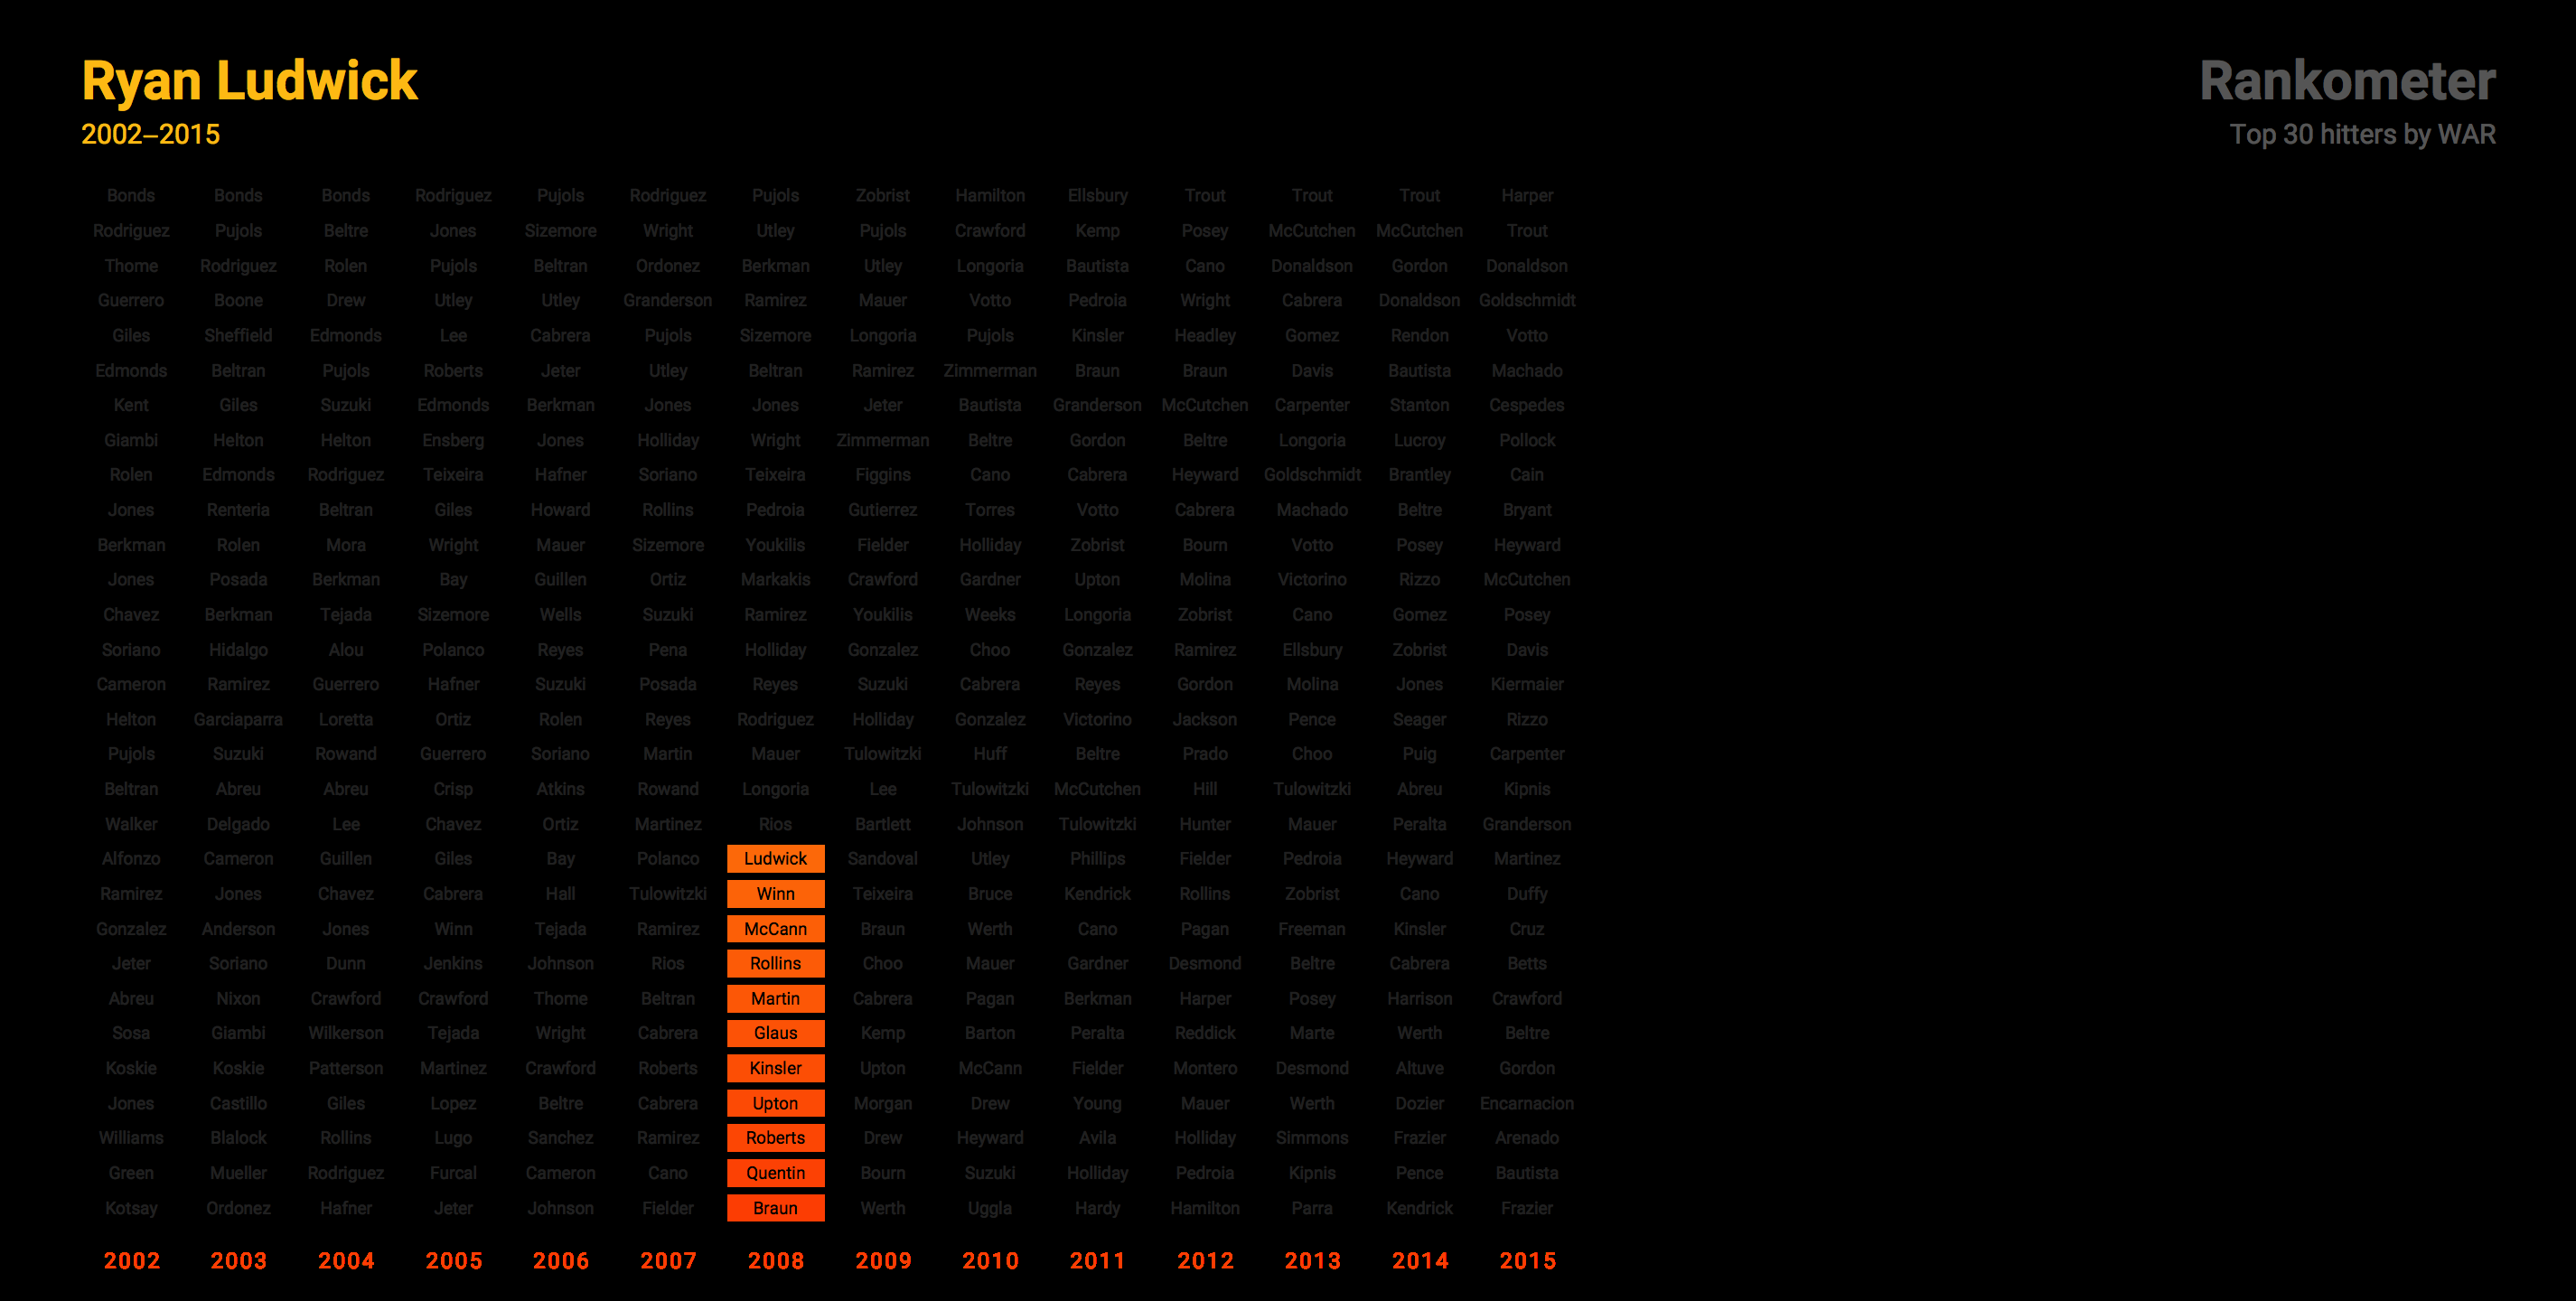 Ryan Ludwick
2002–2015
Rankometer
Top 30 hitters by WAR
Bonds Bonds Bonds Rodriguez Pujols Rodriguez Pujols Zobrist Hamilton Ellsbury Trout Trout Trout Harper
Rodriguez Pujols Beltre Jones Sizemore Wright Utley Pujols Crawford Kemp Posey McCutchen McCutchen Trout
Thome Rodriguez Rolen Pujols Beltran Ordonez Berkman Utley Longoria Bautista Cano Donaldson Gordon Donaldson
Guerrero Boone Drew Utley Utley Granderson Ramirez Mauer Votto Pedroia Wright Cabrera Donaldson Goldschmidt
Giles Sheffield Edmonds Lee Cabrera Pujols Sizemore Longoria Pujols Kinsler Headley Gomez Rendon Votto
Edmonds Beltran Pujols Roberts Jeter Utley Beltran Ramirez Zimmerman Braun Braun Davis Bautista Machado
Kent Giles Suzuki Edmonds Berkman Jones Jones Jeter Bautista Granderson McCutchen Carpenter Stanton Cespedes
Giambi Helton Helton Ensberg Jones Holliday Wright Zimmerman Beltre Gordon Beltre Longoria Lucroy Pollock
Rolen Edmonds Rodriguez Teixeira Hafner Soriano Teixeira Figgins Cano Cabrera Heyward Goldschmidt Brantley Cain
Jones Renteria Beltran Giles Howard Rollins Pedroia Gutierrez Torres Votto Cabrera Machado Beltre Bryant
Berkman Rolen Mora Wright Mauer Sizemore Youkilis Fielder Holliday Zobrist Bourn Votto Posey Heyward
Jones Posada Berkman Bay Guillen Ortiz Markakis Crawford Gardner Upton Molina Victorino Rizzo McCutchen
Chavez Berkman Tejada Sizemore Wells Suzuki Ramirez Youkilis Weeks Longoria Zobrist Cano Gomez Posey
Soriano Hidalgo Alou Polanco Reyes Pena Holliday Gonzalez Choo Gonzalez Ramirez Ellsbury Zobrist Davis
Cameron Ramirez Guerrero Hafner Suzuki Posada Reyes Suzuki Cabrera Reyes Gordon Molina Jones Kiermaier
Helton Garciaparra Loretta Ortiz Rolen Reyes Rodriguez Holliday Gonzalez Victorino Jackson Pence Seager Rizzo
Pujols Suzuki Rowand Guerrero Soriano Martin Mauer Tulowitzki Huff Beltre Prado Choo Puig Carpenter
Beltran Abreu Abreu Crisp Atkins Rowand Longoria Lee Tulowitzki McCutchen Hill Tulowitzki Abreu Kipnis
Walker Delgado Lee Chavez Ortiz Martinez Rios Bartlett Johnson Tulowitzki Hunter Mauer Peralta Granderson
Alfonzo Cameron Guillen Giles Bay Polanco Ludwick Sandoval Utley Phillips Fielder Pedroia Heyward Martinez
Ramirez Jones Chavez Cabrera Hall Tulowitzki Winn Teixeira Bruce Kendrick Rollins Zobrist Cano Duffy
Gonzalez Anderson Jones Winn Tejada Ramirez McCann Braun Werth Cano Pagan Freeman Kinsler Cruz
Jeter Soriano Dunn Jenkins Johnson Rios Rollins Choo Mauer Gardner Desmond Beltre Cabrera Betts
Abreu Nixon Crawford Crawford Thome Beltran Martin Cabrera Pagan Berkman Harper Posey Harrison Crawford
Sosa Giambi Wilkerson Tejada Wright Cabrera Glaus Kemp Barton Peralta Reddick Marte Werth Beltre
Koskie Koskie Patterson Martinez Crawford Roberts Kinsler Upton McCann Fielder Montero Desmond Altuve Gordon
Jones Castillo Giles Lopez Beltre Cabrera Upton Morgan Drew Young Mauer Werth Dozier Encarnacion
Williams Blalock Rollins Lugo Sanchez Ramirez Roberts Drew Heyward Avila Holliday Simmons Frazier Arenado
Green Mueller Rodriguez Furcal Cameron Cano Quentin Bourn Suzuki Holliday Pedroia Kipnis Pence Bautista
Kotsay Ordonez Hafner Jeter Johnson Fielder Braun Werth Uggla Hardy Hamilton Parra Kendrick Frazier
2002 2003 2004 2005 2006 2007 2008 2009 2010 2011 2012 2013 2014 2015